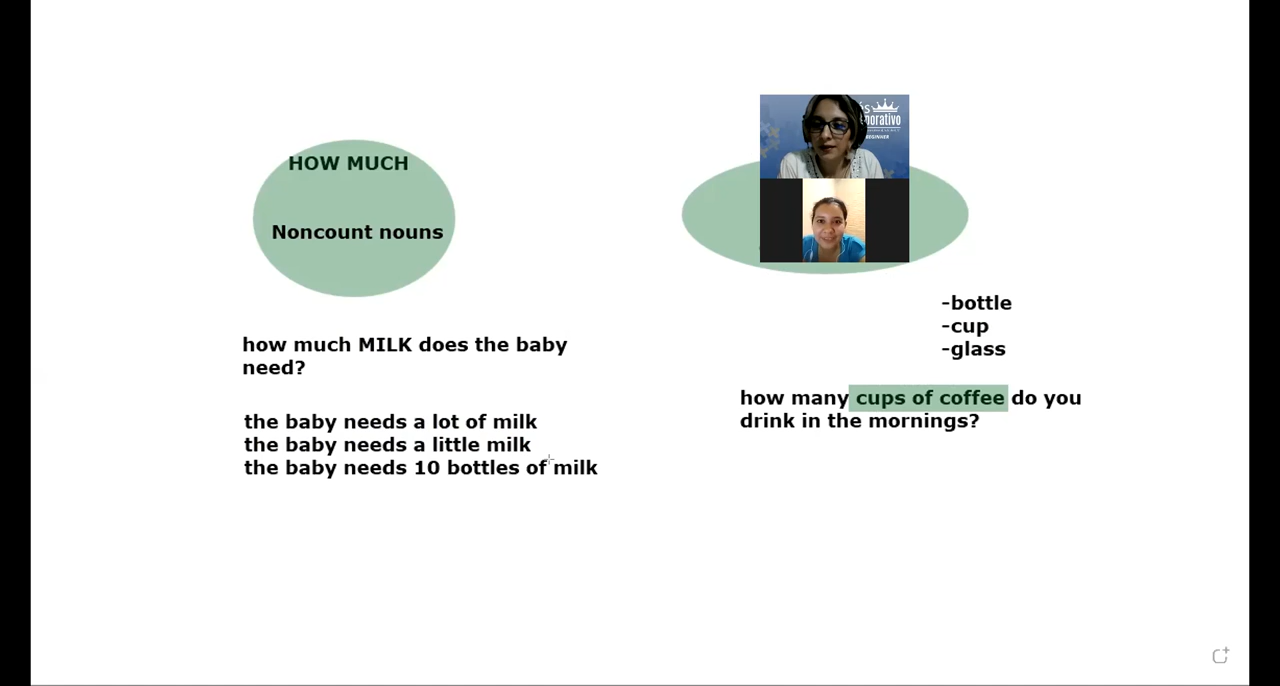 HOW MUCH
Noncount nouns
how much MILK does the baby
need?
the baby needs a lot of milk
the baby needs a little milk
the baby needs 10 bottles of milk
BEGINNER
-bottle
-cup
-glass
how many cups of coffee do you
drink in the mornings?